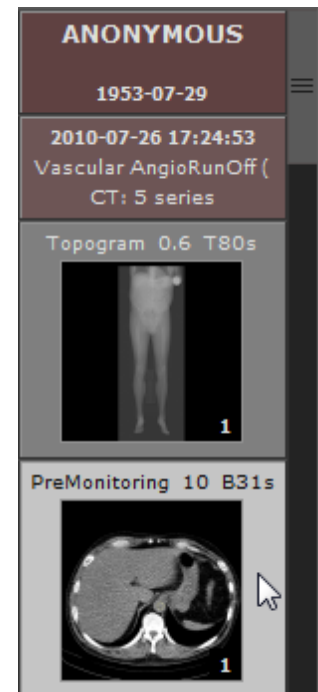 ANONYMOUS
1953-07-29
2010-07-26 17:24:53
Vascular AngioRunOff (
CT: 5 series
Topogram 0.6 T80s
1
PreMonitoring 10 B31s
1